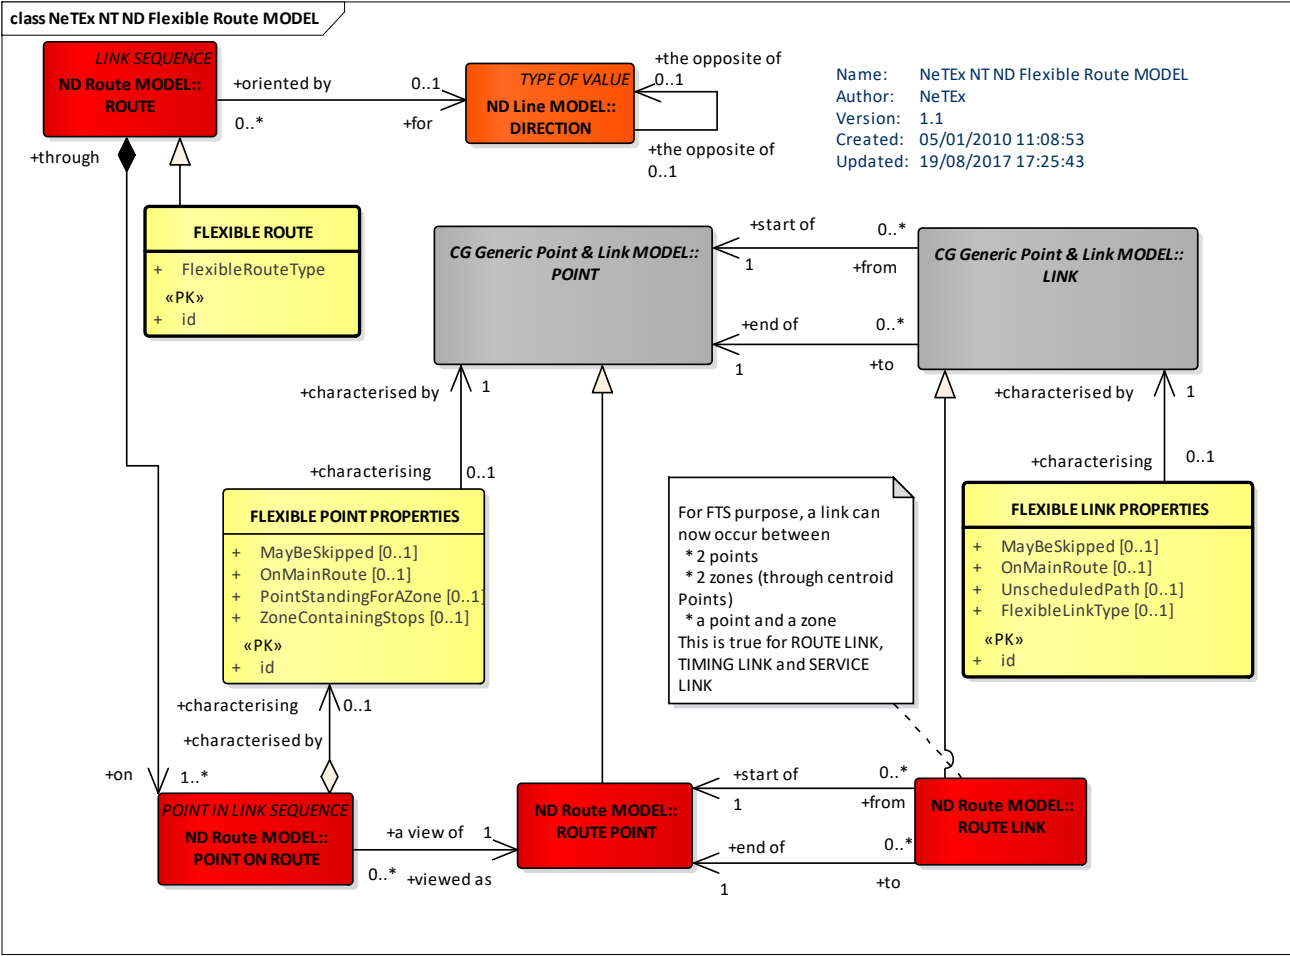 class NeTEx NT ND Flexible Route MODEL
LINK SEQUENCE
ND Route MODEL::
ROUTE
+oriented by
0..1
0..*
+for
TYPE OF VALUE
ND Line MODEL::
DIRECTION
+the opposite of
0..1
+the opposite of
0..1
Name: NeTEx NT ND Flexible Route MODEL
Author: NeTEx
Version: 1.1
Created: 05/01/2010 11:08:53
Updated: 19/08/2017 17:25:43
+through
FLEXIBLE ROUTE
+ FlexibleRouteType
«PK»
+ id
CG Generic Point & Link MODEL::
POINT
+start of
0..*
1
+from
+end of
0..*
1
+to
CG Generic Point & Link MODEL::
LINK
+characterised by
1
+characterising
0..1
+characterised by
1
+characterising
0..1
FLEXIBLE POINT PROPERTIES
+ MayBeSkipped [0..1]
+ OnMainRoute [0..1]
+ PointStandingForAZone [0..1]
+ ZoneContainingStops [0..1]
«PK»
+ id
For FTS purpose, a link can
now occur between
* 2 points
* 2 zones (through centroid
Points)
* a point and a zone
This is true for ROUTE LINK,
TIMING LINK and SERVICE
LINK
FLEXIBLE LINK PROPERTIES
+ MayBeSkipped [0..1]
+ OnMainRoute [0..1]
+ UnscheduledPath [0..1]
+ FlexibleLinkType [0..1]
«PK»
+ id
+characterising
0..1
+characterised by
+on
1..*
POINT IN LINK SEQUENCE
ND Route MODEL::
POINT ON ROUTE
+a view of
1
0..*
+viewed as
ND Route MODEL::
ROUTE POINT
+start of
0..*
1
+from
+end of
0..*
1
+to
ND Route MODEL::
ROUTE LINK